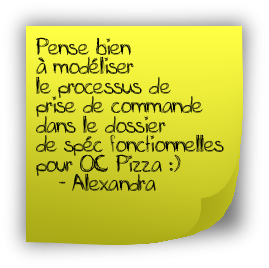 Pense bien
à modéliser
le processus de
prise de commande
dans le dossier
de spéc fonctionnelles
pour OC Pizza :)
- Alexandra